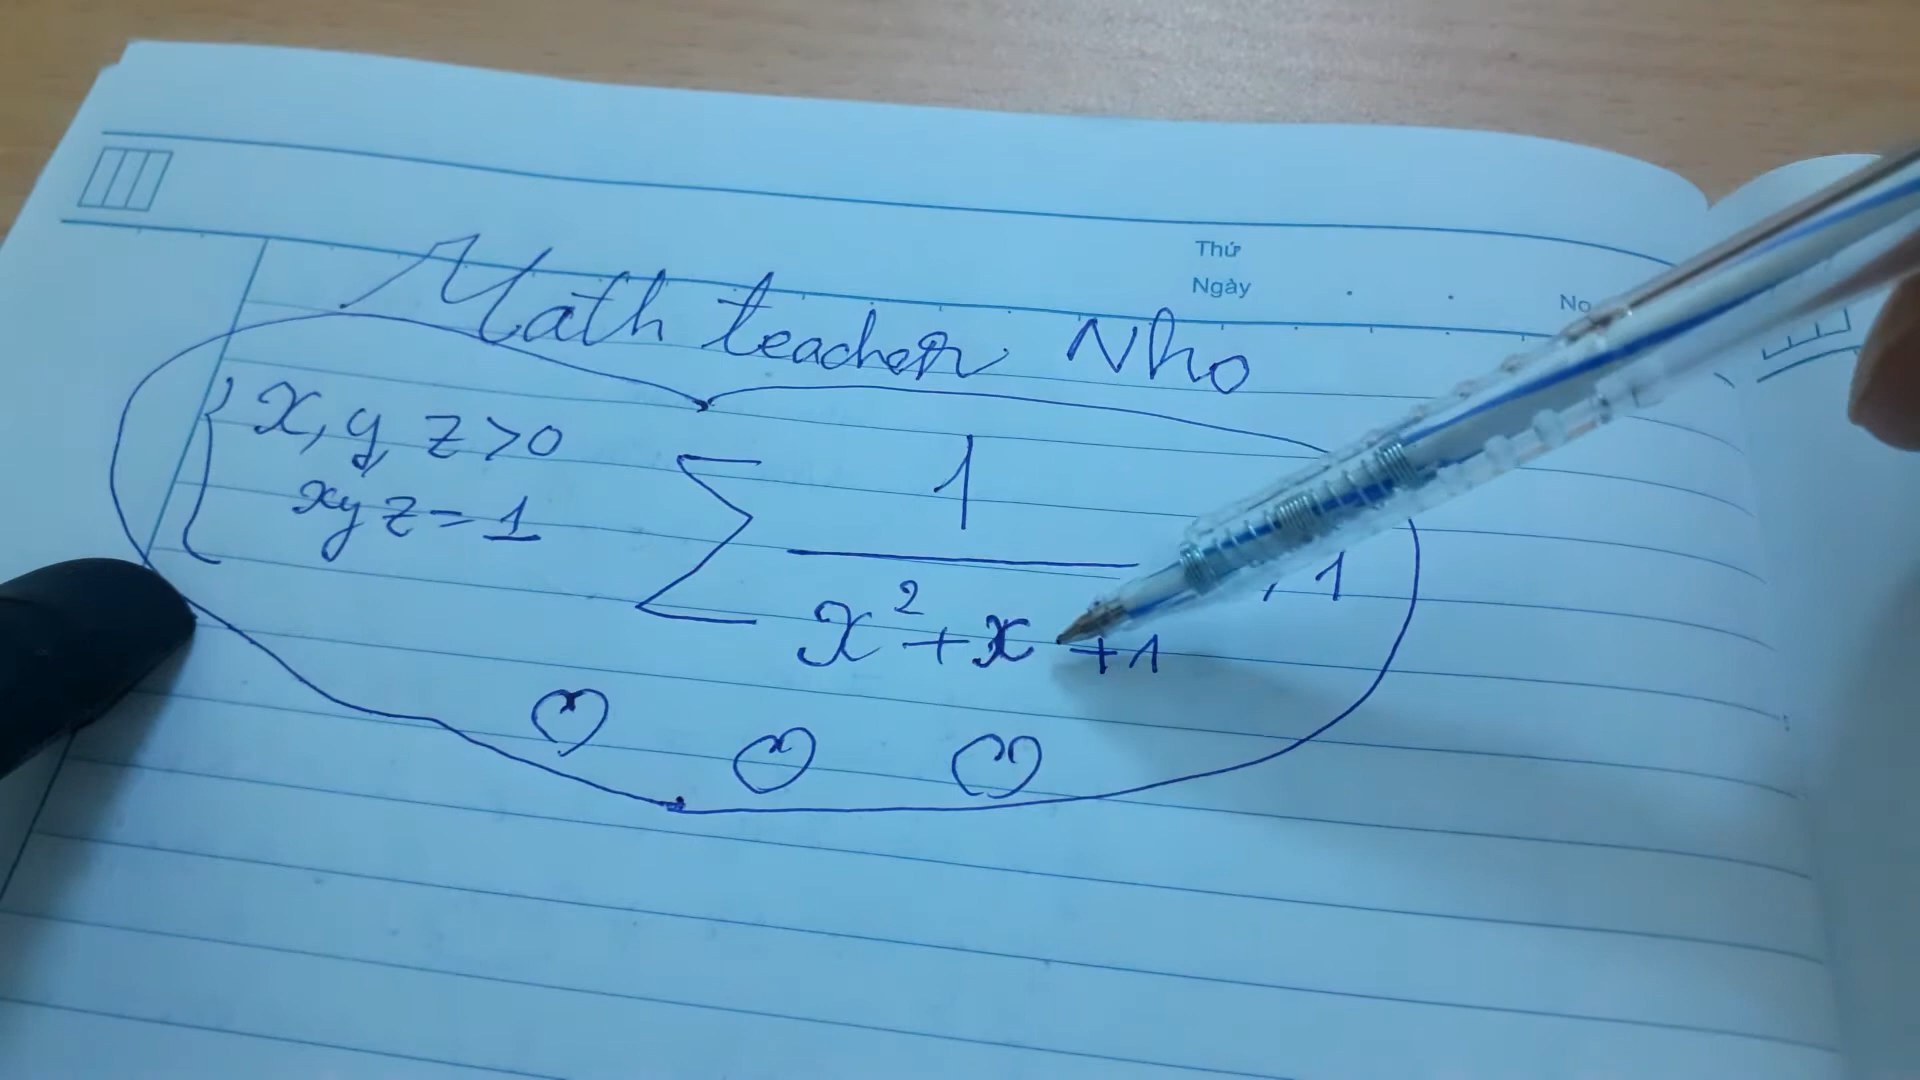 Thứ
Ngày
No
Math teacher Nho
x, y, z > 0
xyz = 1
∑ 1 / (x² + x + 1) , 1